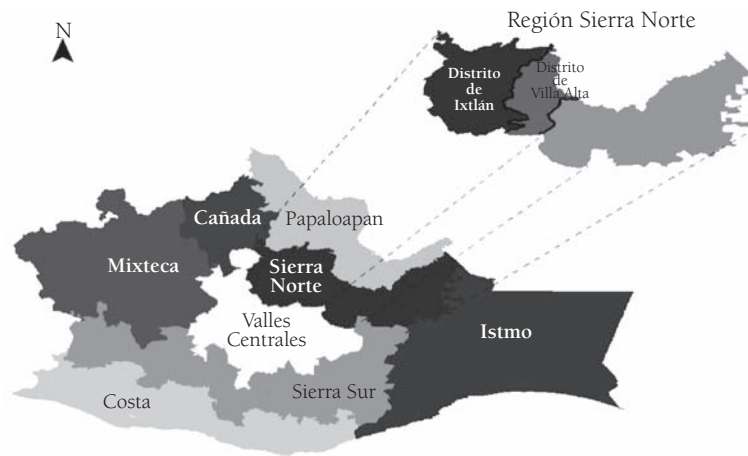 N
Región Sierra Norte
Distrito
de
Ixtlán
Distrito
de
Villa Alta
Cañada
Papaloapan
Mixteca
Sierra
Norte
Valles
Centrales
Istmo
Costa
Sierra Sur